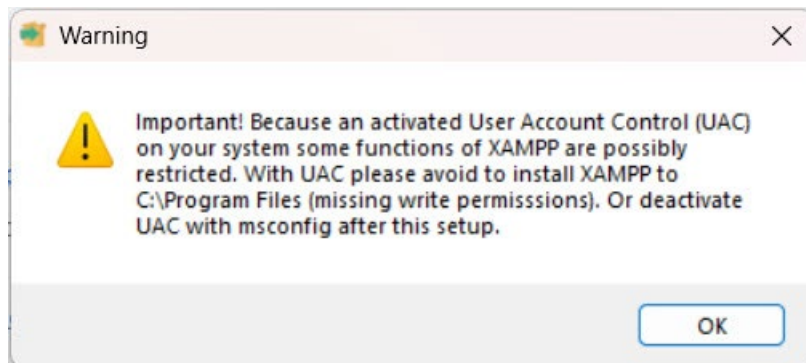 Warning
Important! Because an activated User Account Control (UAC)
on your system some functions of XAMPP are possibly
restricted. With UAC please avoid to install XAMPP to
C:\Program Files (missing write permisssions). Or deactivate
UAC with msconfig after this setup.
OK